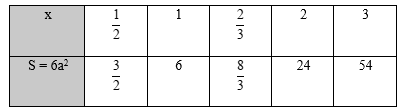 x 1/2 1 2/3 2 3
S = 6a² 3/2 6 8/3 24 54